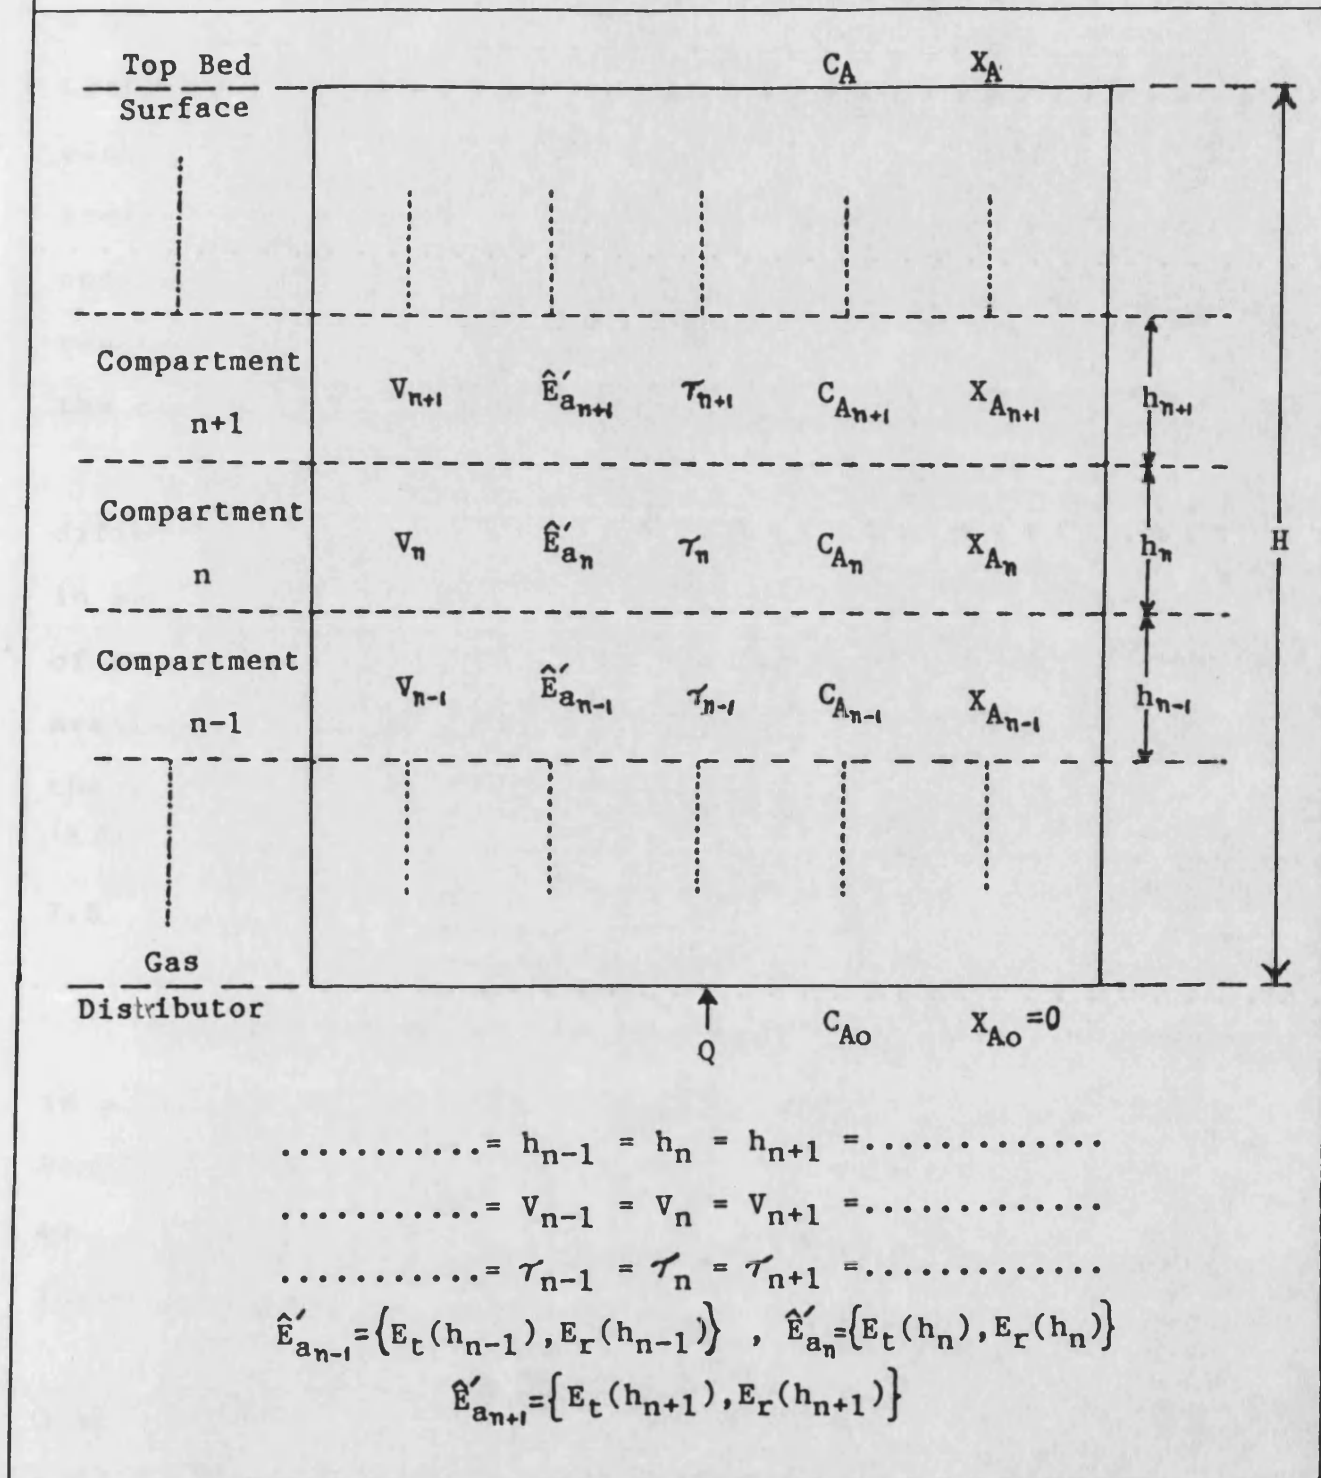 Top Bed
Surface
C_A X_A
Compartment
n+1
V_{n+1} Ê′_{a_{n+1}} τ_{n+1} C_{A_{n+1}} X_{A_{n+1}} h_{n+1}
Compartment
n
V_n Ê′_{a_n} τ_n C_{A_n} X_{A_n} h_n H
Compartment
n-1
V_{n-1} Ê′_{a_{n-1}} τ_{n-1} C_{A_{n-1}} X_{A_{n-1}} h_{n-1}
Gas
Distributor
Q C_{Ao} X_{Ao}=0
...........= h_{n-1} = h_n = h_{n+1} =.............
...........= V_{n-1} = V_n = V_{n+1} =.............
...........= τ_{n-1} = τ_n = τ_{n+1} =.............
Ê′_{a_{n-1}}={E_t(h_{n-1}),E_r(h_{n-1})} , Ê′_{a_n}={E_t(h_n),E_r(h_n)}
Ê′_{a_{n+1}}={E_t(h_{n+1}),E_r(h_{n+1})}